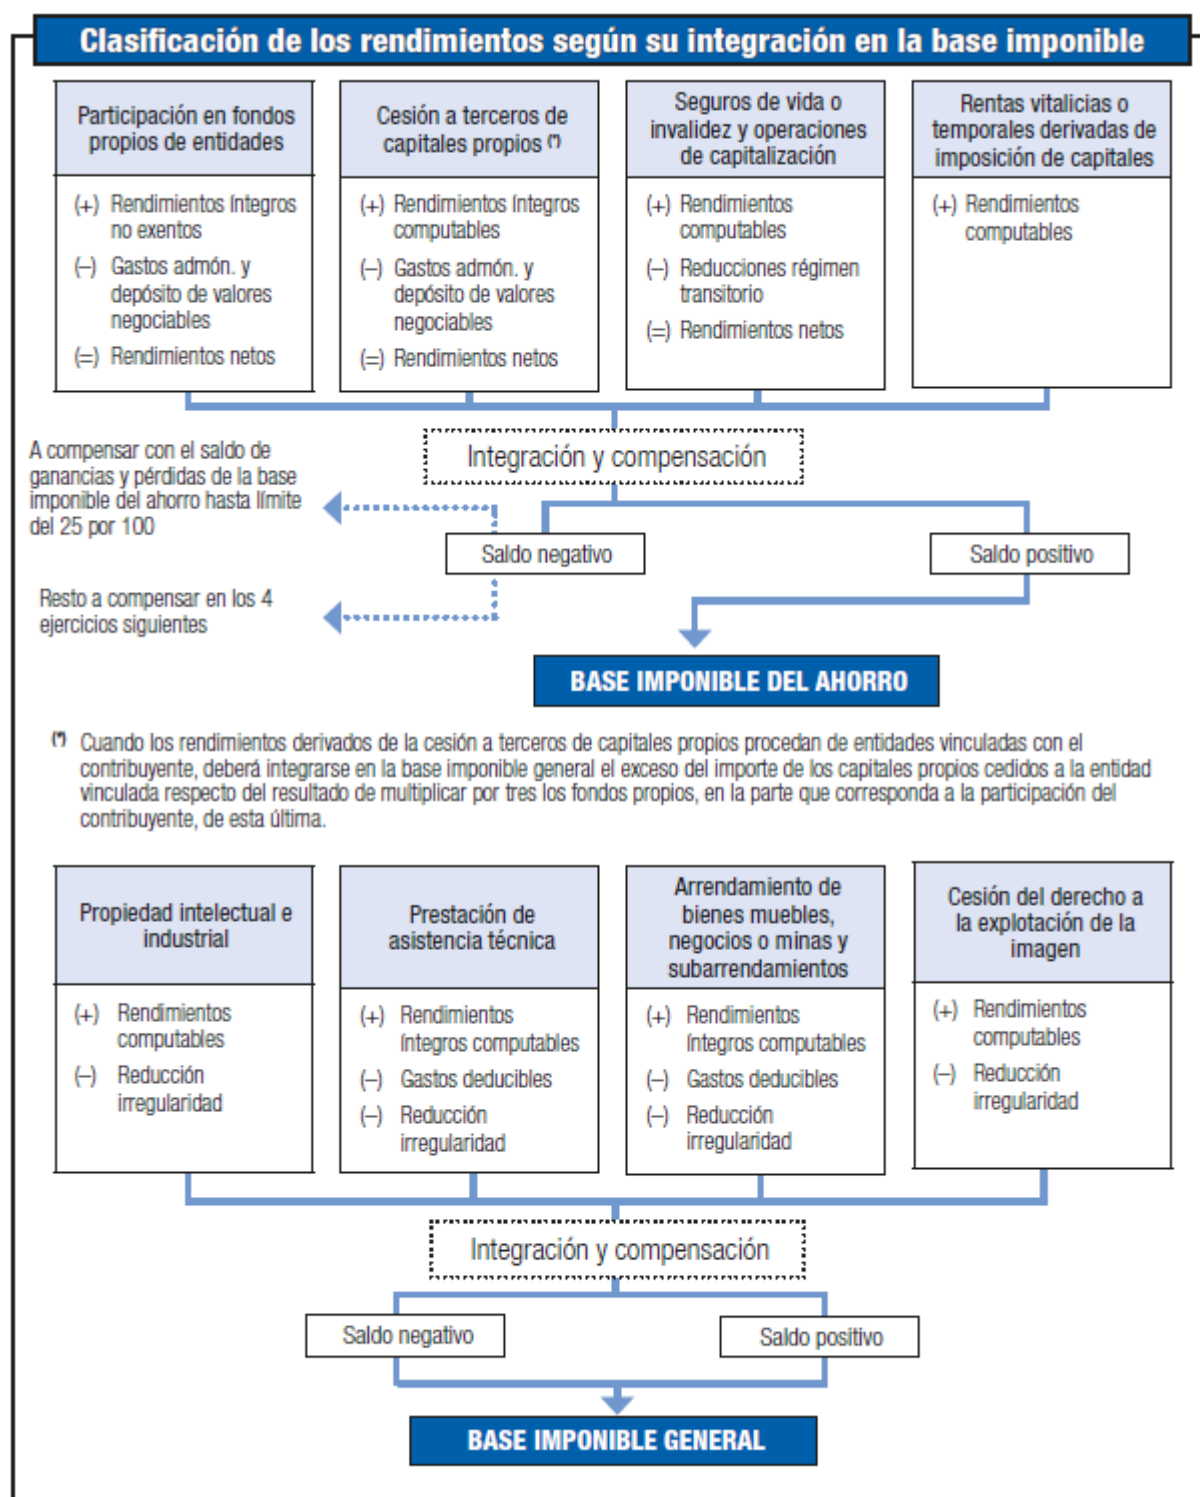 Clasificación de los rendimientos según su integración en la base imponible
Participación en fondos
propios de entidades
(+) Rendimientos íntegros
no exentos
(–) Gastos admón. y
depósito de valores
negociables
(=) Rendimientos netos
Cesión a terceros de
capitales propios (*)
(+) Rendimientos íntegros
computables
(–) Gastos admón. y
depósito de valores
negociables
(=) Rendimientos netos
Seguros de vida o
invalidez y operaciones
de capitalización
(+) Rendimientos
computables
(–) Reducciones régimen
transitorio
(=) Rendimientos netos
Rentas vitalicias o
temporales derivadas de
imposición de capitales
(+) Rendimientos
computables
Integración y compensación
A compensar con el saldo de
ganancias y pérdidas de la base
imponible del ahorro hasta límite
del 25 por 100
Saldo negativo
Saldo positivo
Resto a compensar en los 4
ejercicios siguientes
BASE IMPONIBLE DEL AHORRO
(*) Cuando los rendimientos derivados de la cesión a terceros de capitales propios procedan de entidades vinculadas con el
contribuyente, deberá integrarse en la base imponible general el exceso del importe de los capitales propios cedidos a la entidad
vinculada respecto del resultado de multiplicar por tres los fondos propios, en la parte que corresponda a la participación del
contribuyente, de esta última.
Propiedad intelectual e
industrial
(+) Rendimientos
computables
(–) Reducción
irregularidad
Prestación de
asistencia técnica
(+) Rendimientos
íntegros computables
(–) Gastos deducibles
(–) Reducción
irregularidad
Arrendamiento de
bienes muebles,
negocios o minas y
subarrendamientos
(+) Rendimientos
íntegros computables
(–) Gastos deducibles
(–) Reducción
irregularidad
Cesión del derecho a
la explotación de la
imagen
(+) Rendimientos
computables
(–) Reducción
irregularidad
Integración y compensación
Saldo negativo
Saldo positivo
BASE IMPONIBLE GENERAL